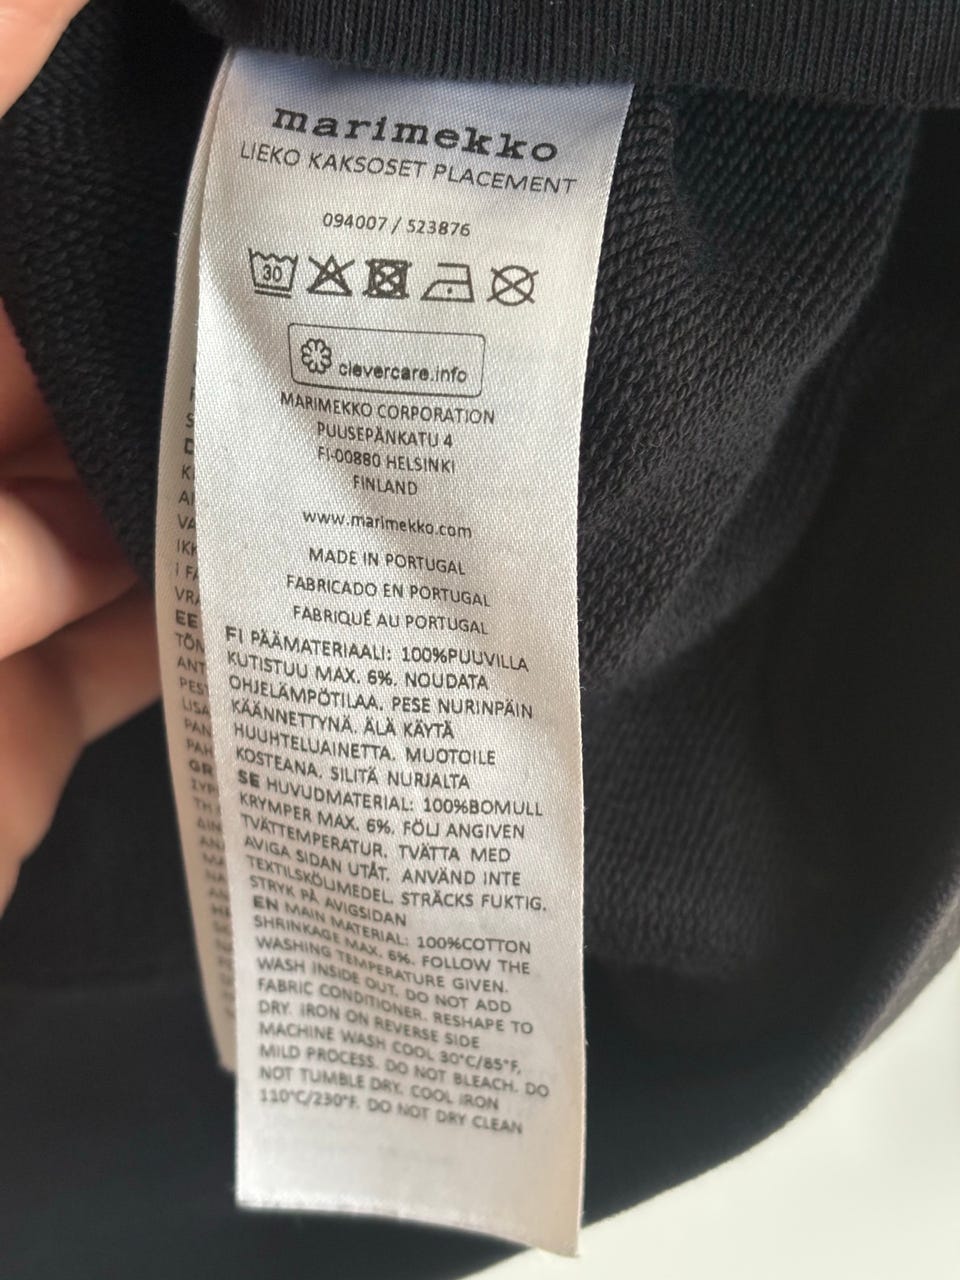 marimekko
LIEKO KAKSOSET PLACEMENT
094007 / 523876
30
clevercare.info
MARIMEKKO CORPORATION
PUUSEPÄNKATU 4
FI-00880 HELSINKI
FINLAND
www.marimekko.com
MADE IN PORTUGAL
FABRICADO EN PORTUGAL
FABRIQUÉ AU PORTUGAL
FI PÄÄMATERIAALI: 100%PUUVILLA
KUTISTUU MAX. 6%. NOUDATA
OHJELÄMPÖTILAA. PESE NURINPÄIN
KÄÄNNETTYNÄ. ÄLÄ KÄYTÄ
HUUHTELUAINETTA. MUOTOILE
KOSTEANA. SILITÄ NURJALTA
SE HUVUDMATERIAL: 100%BOMULL
KRYMPER MAX. 6%. FÖLJ ANGIVEN
TVÄTTEMPERATUR. TVÄTTA MED
AVIGA SIDAN UTÅT. ANVÄND INTE
TEXTILSKÖLJMEDEL. STRÄCKS FUKTIG.
STRYK PÅ AVIGSIDAN
EN MAIN MATERIAL: 100%COTTON
SHRINKAGE MAX. 6%. FOLLOW THE
WASHING TEMPERATURE GIVEN.
WASH INSIDE OUT. DO NOT ADD
FABRIC CONDITIONER. RESHAPE TO
DRY. IRON ON REVERSE SIDE
MACHINE WASH COOL 30°C/85°F,
MILD PROCESS. DO NOT BLEACH. DO
NOT TUMBLE DRY. COOL IRON
110°C/230°F. DO NOT DRY CLEAN